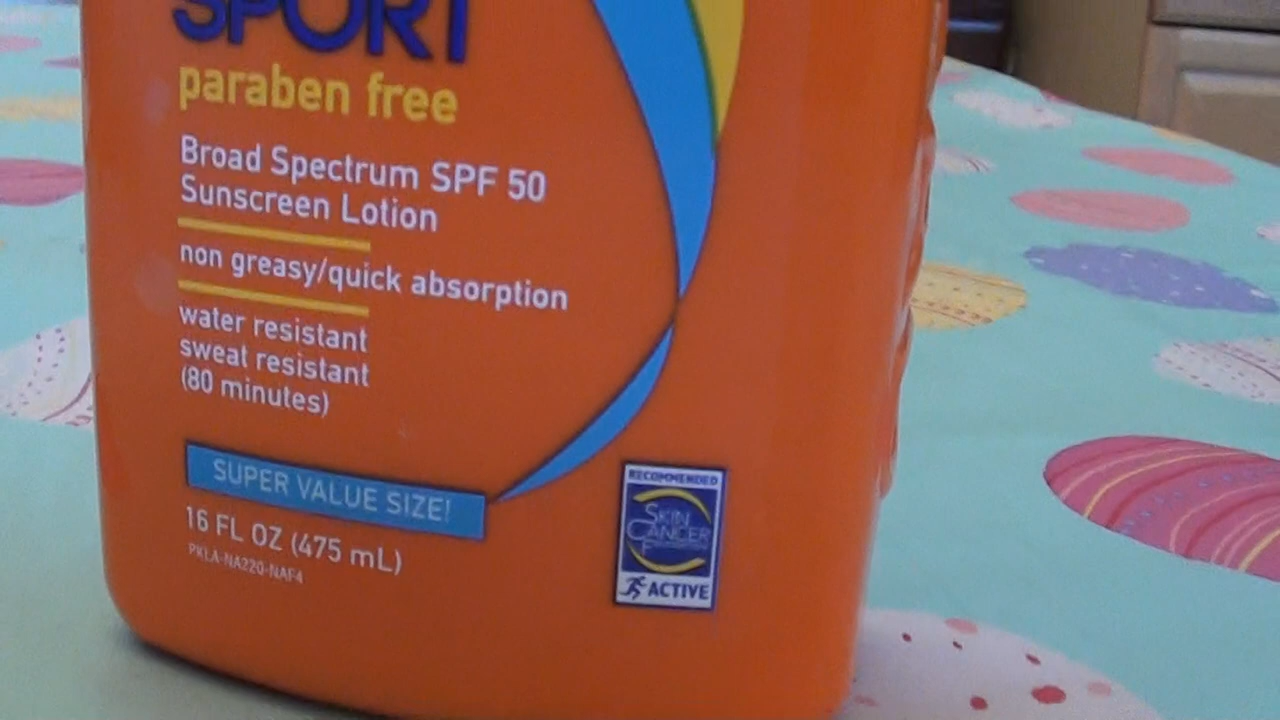 SPORT
paraben free
Broad Spectrum SPF 50
Sunscreen Lotion
non greasy/quick absorption
water resistant
sweat resistant
(80 minutes)
SUPER VALUE SIZE!
16 FL OZ (475 mL)
PKLA-NA220-NAF4
RECOMMENDED
SKIN
CANCER
ACTIVE